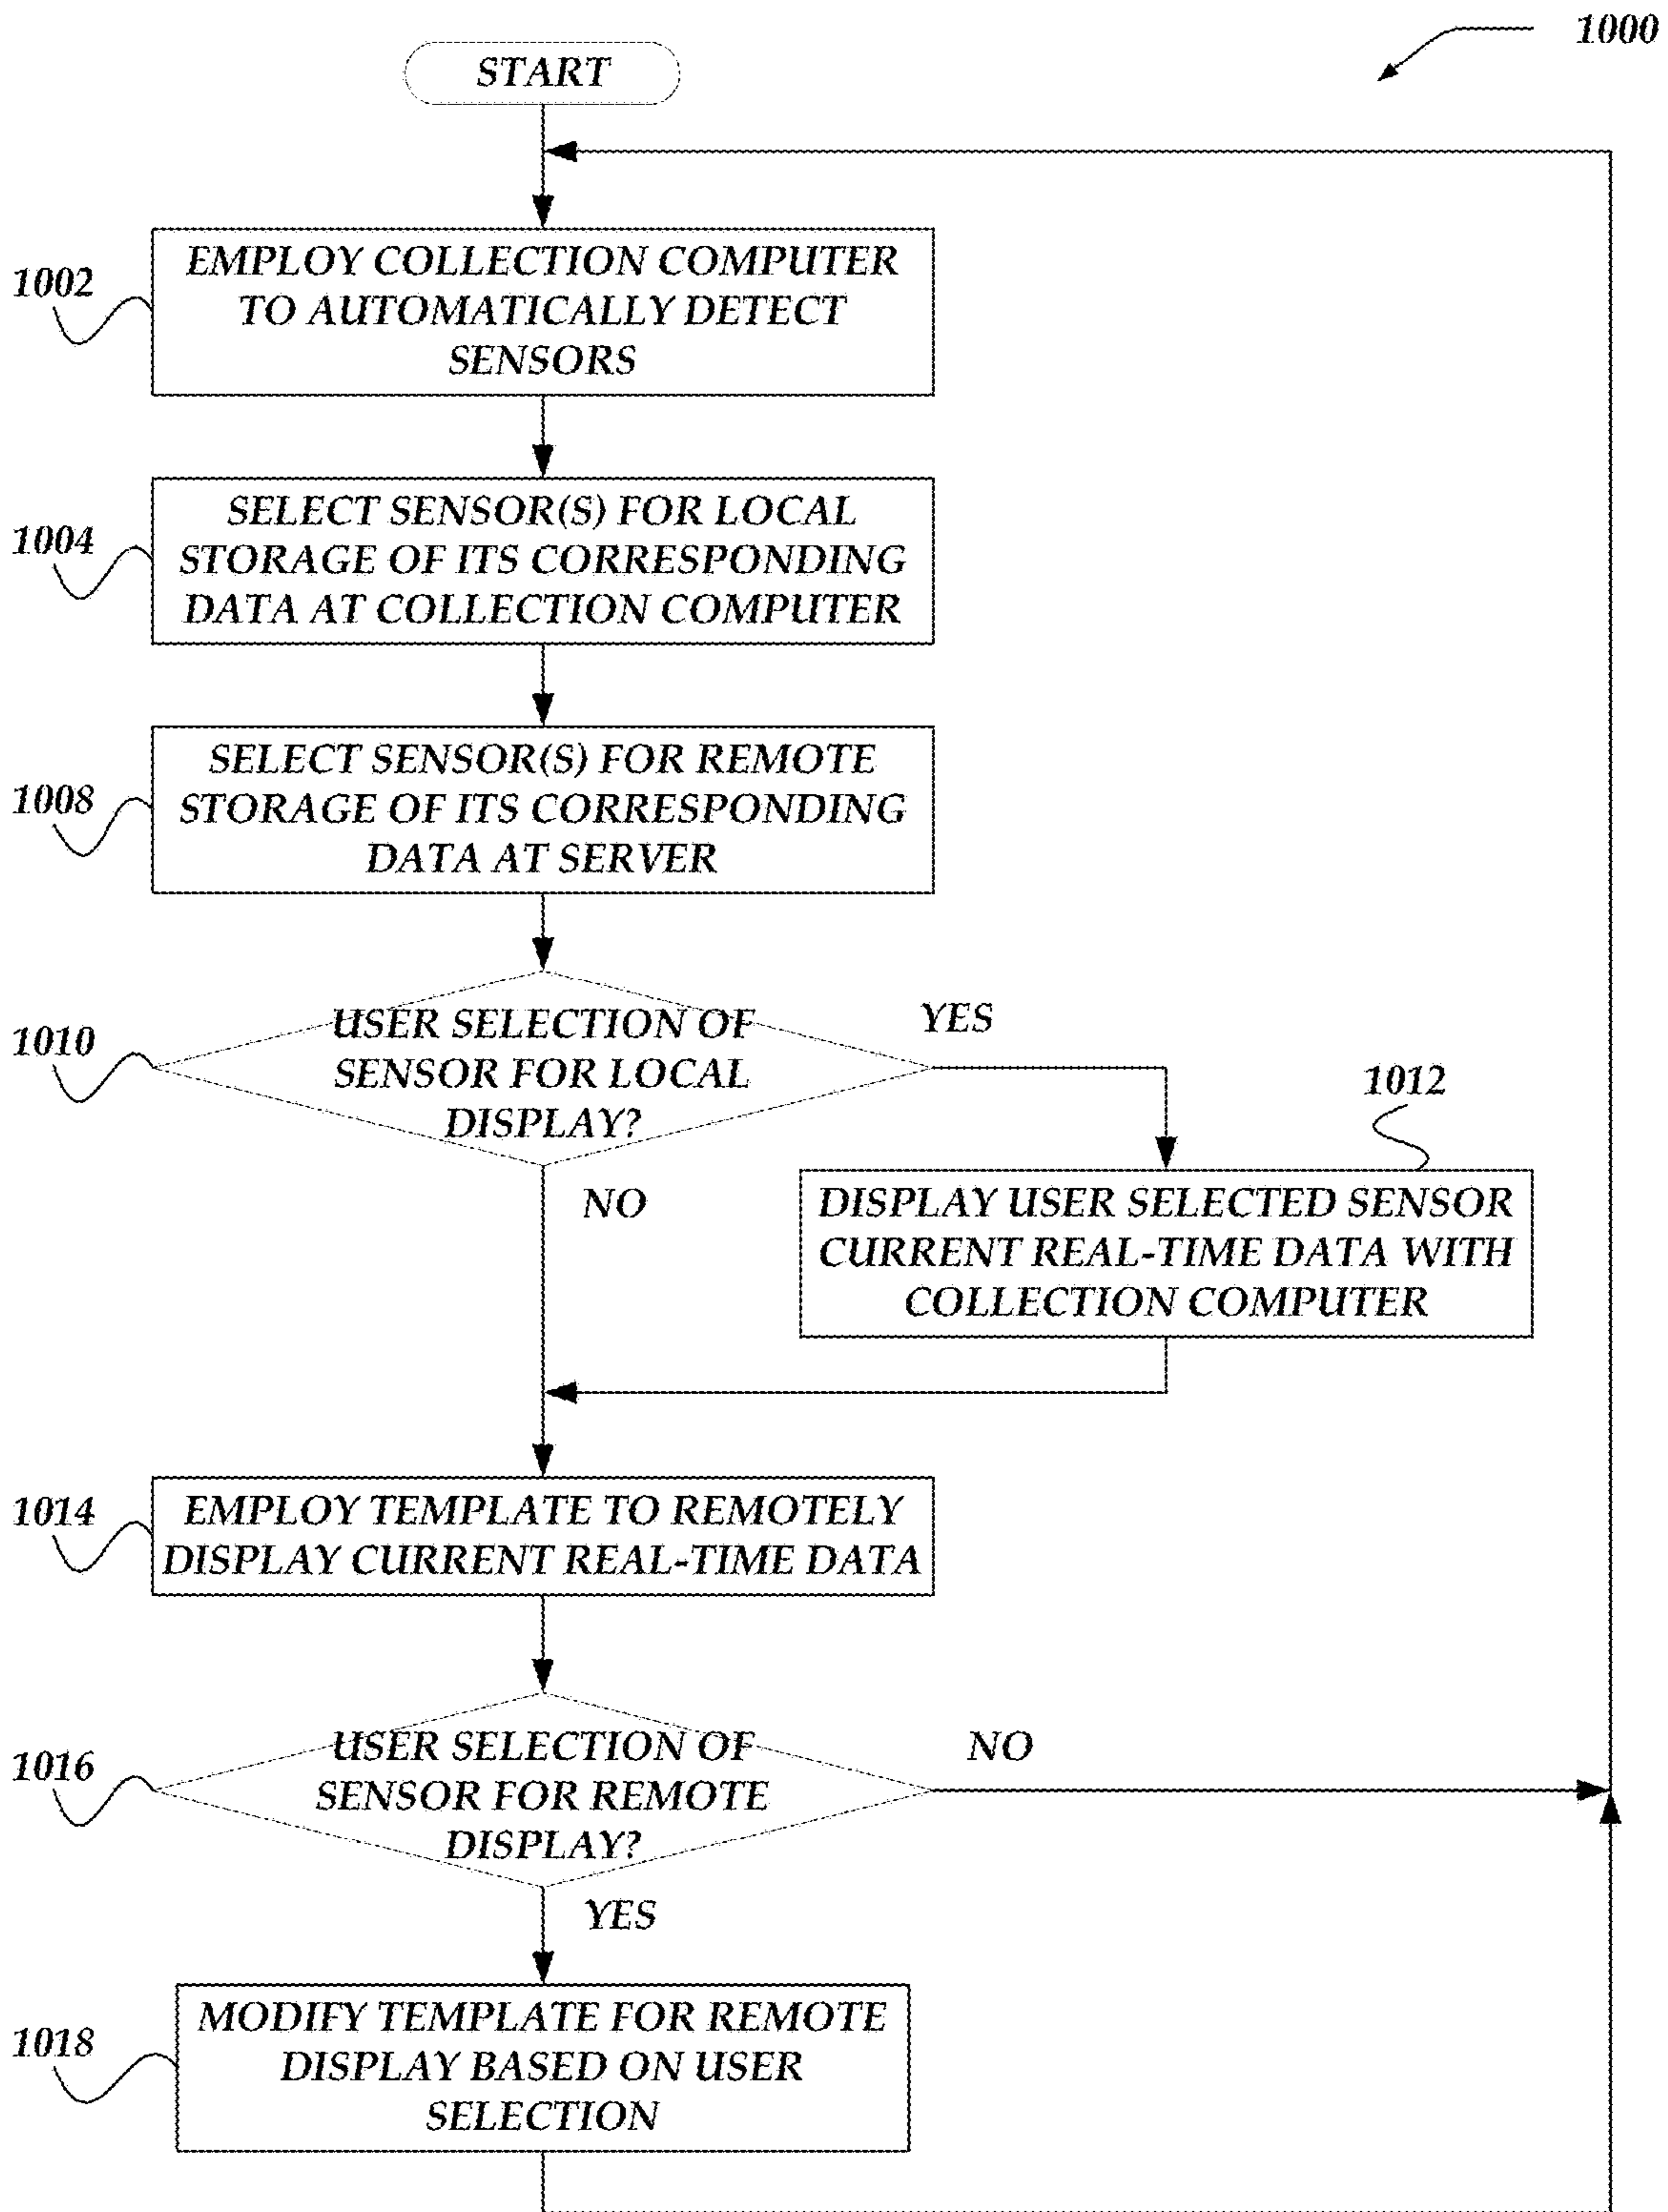 1000
START
1002
EMPLOY COLLECTION COMPUTER
TO AUTOMATICALLY DETECT
SENSORS
1004
SELECT SENSOR(S) FOR LOCAL
STORAGE OF ITS CORRESPONDING
DATA AT COLLECTION COMPUTER
1008
SELECT SENSOR(S) FOR REMOTE
STORAGE OF ITS CORRESPONDING
DATA AT SERVER
1010
USER SELECTION OF
SENSOR FOR LOCAL
DISPLAY?
YES
NO
1012
DISPLAY USER SELECTED SENSOR
CURRENT REAL-TIME DATA WITH
COLLECTION COMPUTER
1014
EMPLOY TEMPLATE TO REMOTELY
DISPLAY CURRENT REAL-TIME DATA
1016
USER SELECTION OF
SENSOR FOR REMOTE
DISPLAY?
NO
YES
1018
MODIFY TEMPLATE FOR REMOTE
DISPLAY BASED ON USER
SELECTION